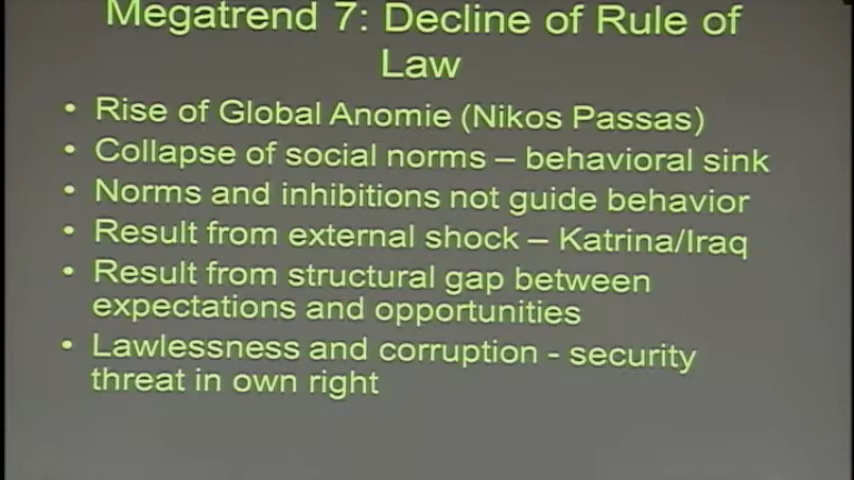 Megatrend 7: Decline of Rule of
Law
• Rise of Global Anomie (Nikos Passas)
• Collapse of social norms – behavioral sink
• Norms and inhibitions not guide behavior
• Result from external shock – Katrina/Iraq
• Result from structural gap between
expectations and opportunities
• Lawlessness and corruption - security
threat in own right